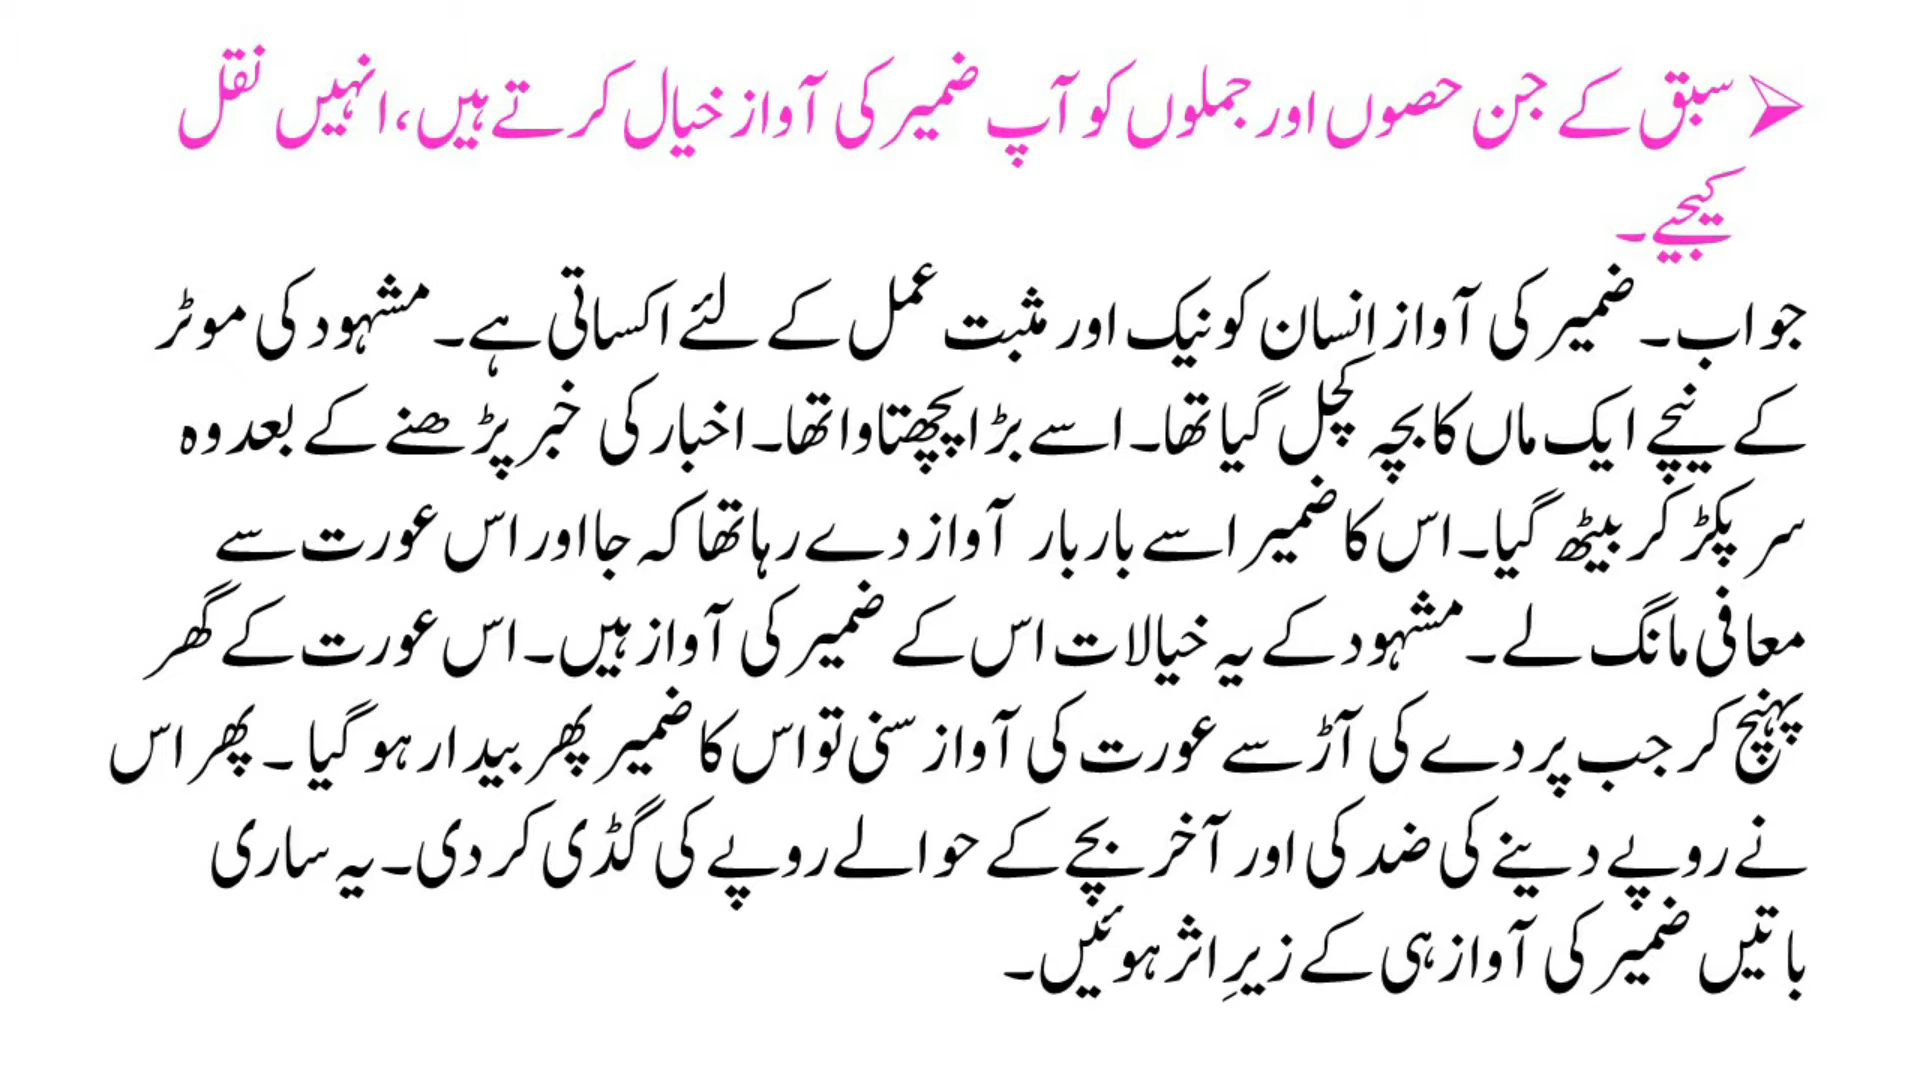 سبق کے جن حصوں اور جملوں کو آپ ضمیر کی آواز خیال کرتے ہیں، انہیں نقل
کیجیے۔
جواب۔ ضمیر کی آواز انسان کو نیک اور مثبت عمل کے لئے اکساتی ہے۔ مشہود کی موٹر
کے نیچے ایک ماں کا بچہ کچل گیا تھا۔ اسے بڑا پچھتاوا تھا۔ اخبار کی خبر پڑھنے کے بعد وہ
سر پکڑ کر بیٹھ گیا۔ اس کا ضمیر اسے بار بار آواز دے رہا تھا کہ جا اور اس عورت سے
معافی مانگ لے۔ مشہود کے یہ خیالات اس کے ضمیر کی آواز ہیں۔ اس عورت کے گھر
پہنچ کر جب پردے کی آڑ سے عورت کی آواز سنی تو اس کا ضمیر پھر بیدار ہو گیا۔ پھر اس
نے روپے دینے کی ضد کی اور آخر بچے کے حوالے روپے کی گڈی کر دی۔ یہ ساری
باتیں ضمیر کی آواز ہی کے زیرِ اثر ہوئیں۔